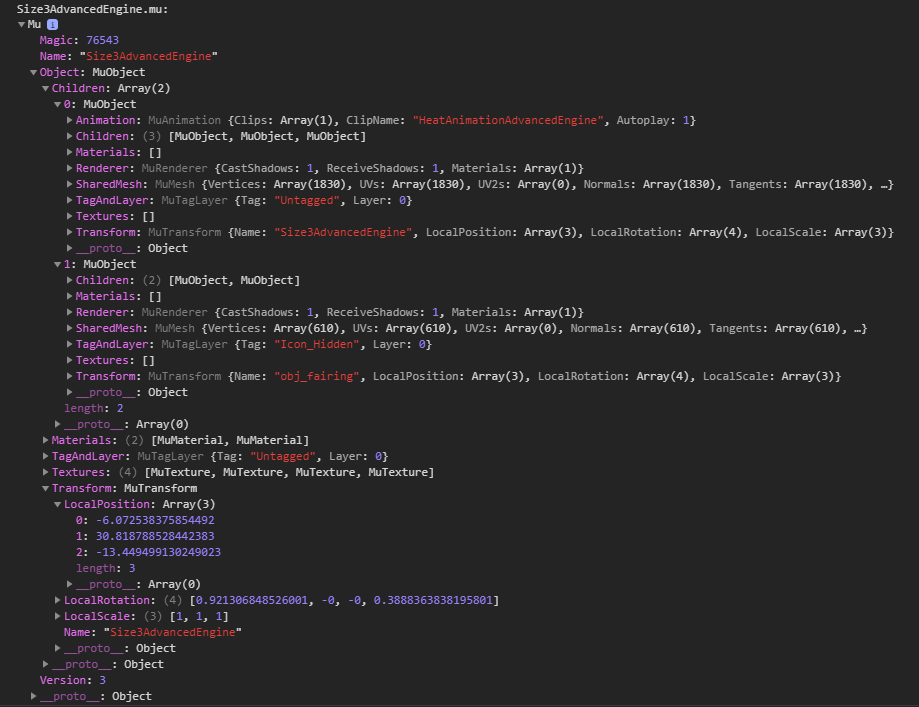 Size3AdvancedEngine.mu:
▼Mu i
Magic: 76543
Name: "Size3AdvancedEngine"
▼Object: MuObject
▼Children: Array(2)
▼0: MuObject
▶Animation: MuAnimation {Clips: Array(1), ClipName: "HeatAnimationAdvancedEngine", Autoplay: 1}
▶Children: (3) [MuObject, MuObject, MuObject]
▶Materials: []
▶Renderer: MuRenderer {CastShadows: 1, ReceiveShadows: 1, Materials: Array(1)}
▶SharedMesh: MuMesh {Vertices: Array(1830), UVs: Array(1830), UV2s: Array(0), Normals: Array(1830), Tangents: Array(1830), …}
▶TagAndLayer: MuTagLayer {Tag: "Untagged", Layer: 0}
▶Textures: []
▶Transform: MuTransform {Name: "Size3AdvancedEngine", LocalPosition: Array(3), LocalRotation: Array(4), LocalScale: Array(3)}
▶__proto__: Object
▼1: MuObject
▶Children: (2) [MuObject, MuObject]
▶Materials: []
▶Renderer: MuRenderer {CastShadows: 1, ReceiveShadows: 1, Materials: Array(1)}
▶SharedMesh: MuMesh {Vertices: Array(610), UVs: Array(610), UV2s: Array(0), Normals: Array(610), Tangents: Array(610), …}
▶TagAndLayer: MuTagLayer {Tag: "Icon_Hidden", Layer: 0}
▶Textures: []
▶Transform: MuTransform {Name: "obj_fairing", LocalPosition: Array(3), LocalRotation: Array(4), LocalScale: Array(3)}
▶__proto__: Object
length: 2
▶__proto__: Array(0)
▶Materials: (2) [MuMaterial, MuMaterial]
▶TagAndLayer: MuTagLayer {Tag: "Untagged", Layer: 0}
▶Textures: (4) [MuTexture, MuTexture, MuTexture, MuTexture]
▼Transform: MuTransform
▼LocalPosition: Array(3)
0: -6.072538375854492
1: 30.818788528442383
2: -13.449499130249023
length: 3
▶__proto__: Array(0)
▶LocalRotation: (4) [0.921306848526001, -0, -0, 0.3888363838195801]
▶LocalScale: (3) [1, 1, 1]
Name: "Size3AdvancedEngine"
▶__proto__: Object
▶__proto__: Object
Version: 3
▶__proto__: Object